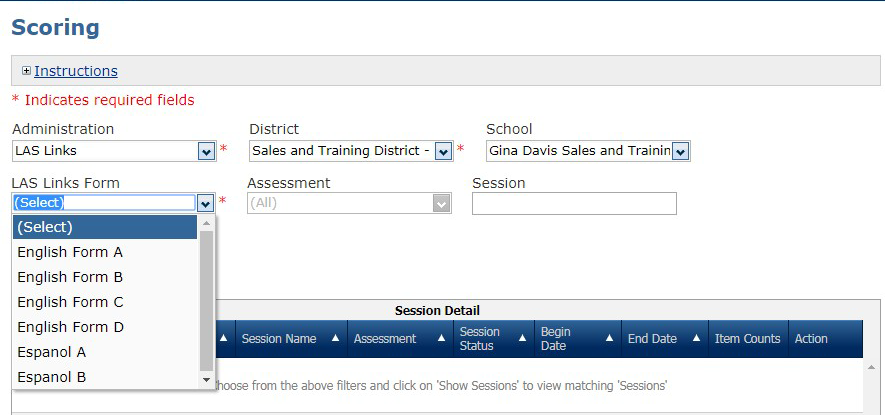 Scoring
Instructions
* Indicates required fields
Administration District School
LAS Links * Sales and Training District - * Gina Davis Sales and Trainin
LAS Links Form Assessment Session
(Select) * (All)
(Select)
English Form A
English Form B
English Form C
English Form D
Espanol A
Espanol B
Session Detail
Session Name Assessment Session Status Begin Date End Date Item Counts Action
hoose from the above filters and click on 'Show Sessions' to view matching 'Sessions'